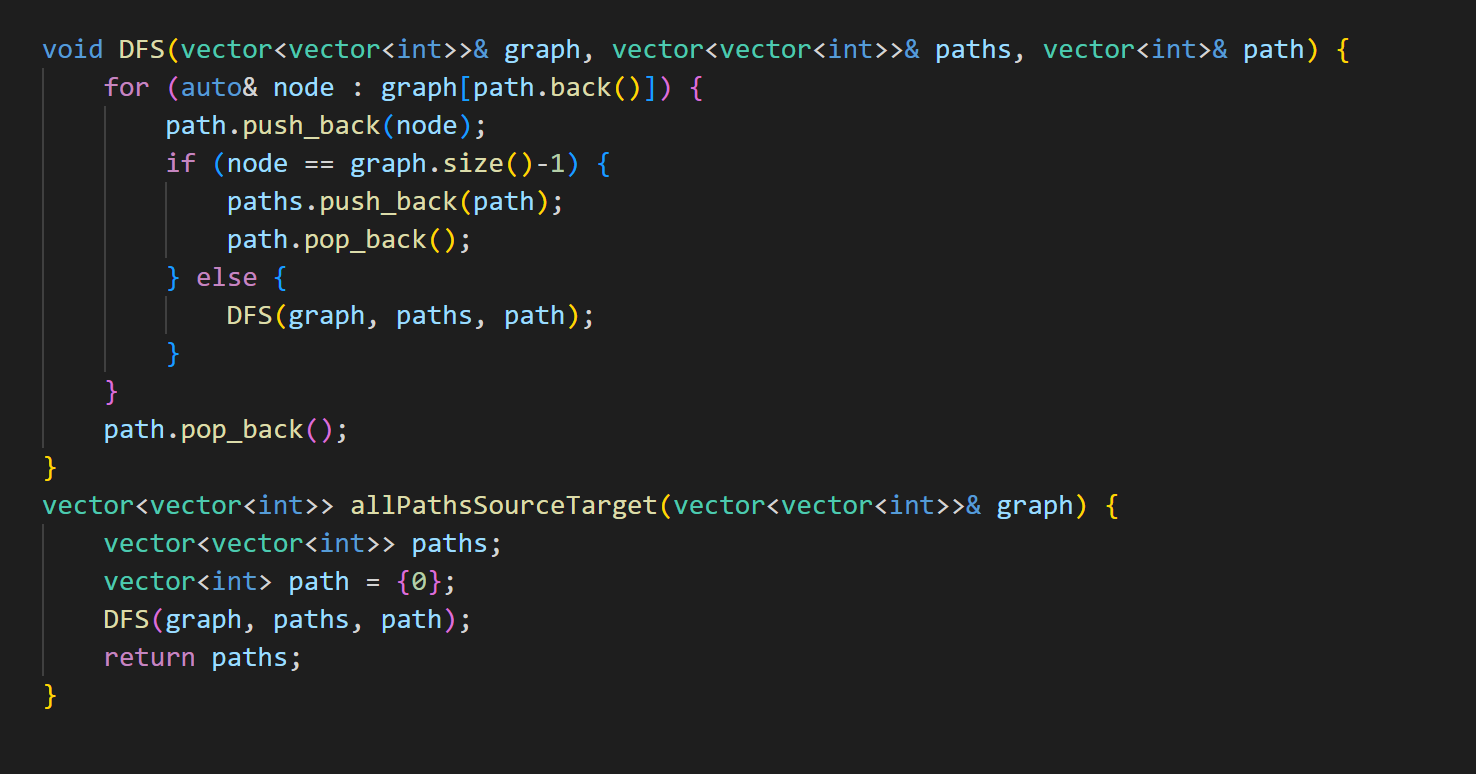 void DFS(vector<vector<int>>& graph, vector<vector<int>>& paths, vector<int>& path) {
    for (auto& node : graph[path.back()]) {
        path.push_back(node);
        if (node == graph.size()-1) {
            paths.push_back(path);
            path.pop_back();
        } else {
            DFS(graph, paths, path);
        }
    }
    path.pop_back();
}
vector<vector<int>> allPathsSourceTarget(vector<vector<int>>& graph) {
    vector<vector<int>> paths;
    vector<int> path = {0};
    DFS(graph, paths, path);
    return paths;
}